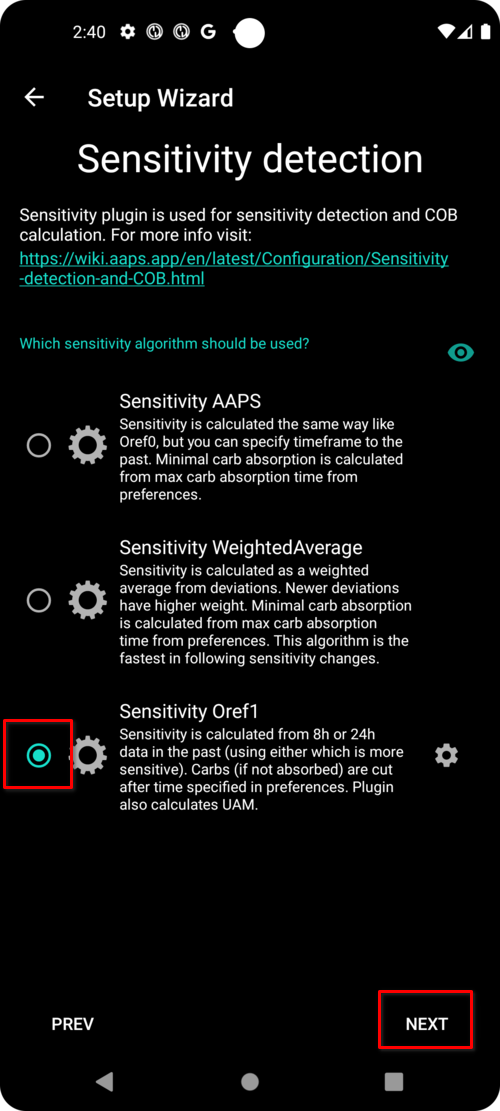 2:40
Setup Wizard
Sensitivity detection
Sensitivity plugin is used for sensitivity detection and COB
calculation. For more info visit:
https://wiki.aaps.app/en/latest/Configuration/Sensitivity
-detection-and-COB.html
Which sensitivity algorithm should be used?
Sensitivity AAPS
Sensitivity is calculated the same way like
Oref0, but you can specify timeframe to the
past. Minimal carb absorption is calculated
from max carb absorption time from
preferences.
Sensitivity WeightedAverage
Sensitivity is calculated as a weighted
average from deviations. Newer deviations
have higher weight. Minimal carb absorption
is calculated from max carb absorption
time from preferences. This algorithm is the
fastest in following sensitivity changes.
Sensitivity Oref1
Sensitivity is calculated from 8h or 24h
data in the past (using either which is more
sensitive). Carbs (if not absorbed) are cut
after time specified in preferences. Plugin
also calculates UAM.
PREV
NEXT